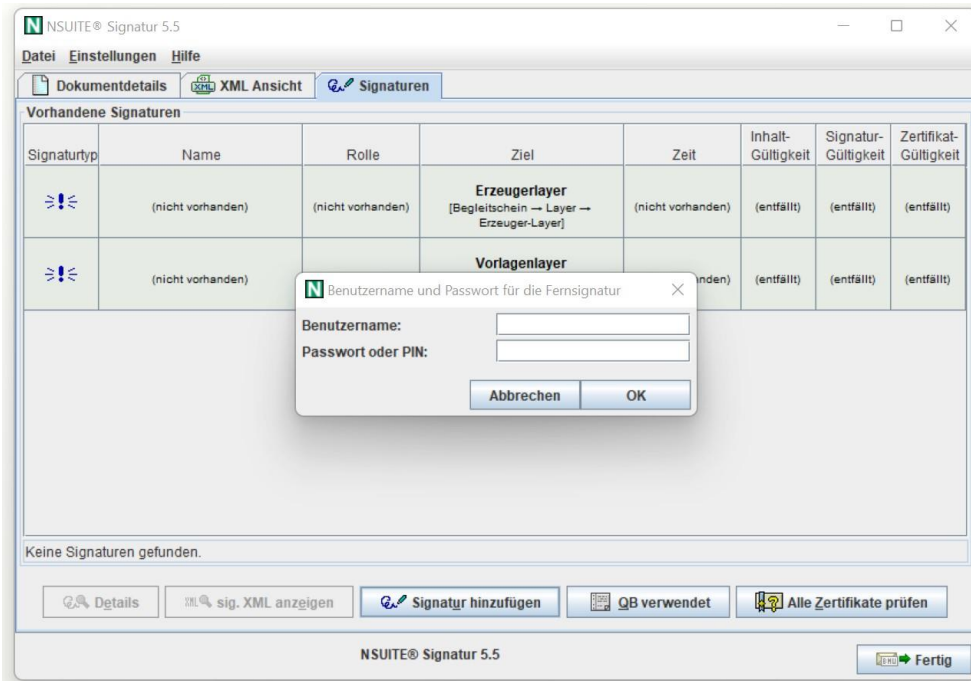 NSUITE® Signatur 5.5
Datei Einstellungen Hilfe
Dokumentdetails XML Ansicht Signaturen
Vorhandene Signaturen
Signaturtyp Name Rolle Ziel Zeit Inhalt-Gültigkeit Signatur-Gültigkeit Zertifikat-Gültigkeit
(nicht vorhanden) (nicht vorhanden) Erzeugerlayer (nicht vorhanden) (entfällt) (entfällt) (entfällt)
[Begleitschein → Layer →
Erzeuger-Layer]
Vorlagenlayer
(nicht vorhanden) (entfällt) (entfällt) (entfällt)
Benutzername und Passwort für die Fernsignatur
Benutzername:
Passwort oder PIN:
Abbrechen OK
Keine Signaturen gefunden.
Details sig. XML anzeigen Signatur hinzufügen QB verwendet Alle Zertifikate prüfen
NSUITE® Signatur 5.5
Fertig